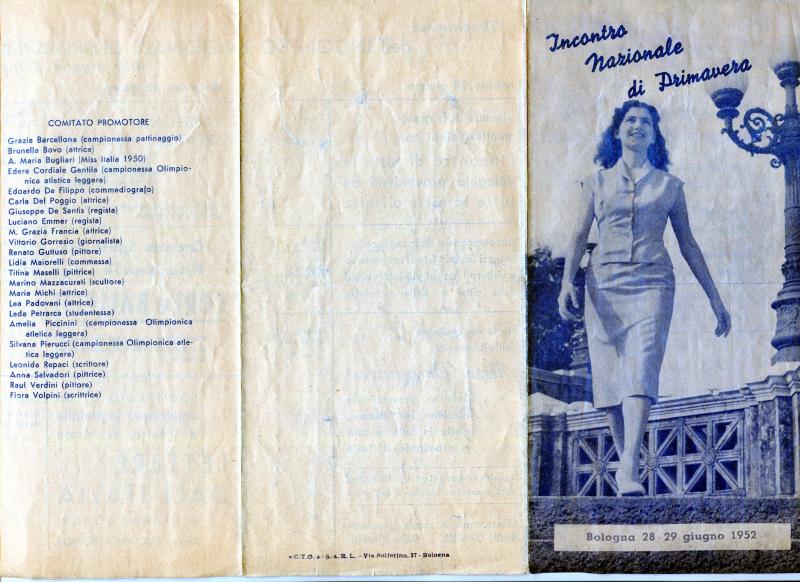 COMITATO PROMOTORE
Grazia Barcellona (campionessa pattinaggio)
Brunella Bovo (attrice)
A. Maria Bugliari (Miss Italia 1950)
Edera Cordiale Gentile (campionessa Olimpio-
nica atletica leggera)
Edoardo De Filippo (commediografo)
Carla Del Poggio (attrice)
Giuseppe De Santis (regista)
Luciano Emmer (regista)
M. Grazia Francia (attrice)
Vittorio Gorresio (giornalista)
Renato Guttuso (pittore)
Lidia Maiorelli (commessa)
Titina Maselli (pittrice)
Marino Mazzacurati (scultore)
Maria Michi (attrice)
Lea Padovani (attrice)
Leda Petrarca (studentessa)
Amelia Piccinini (campionessa Olimpionica
atletica leggera)
Silvana Pierucci (campionessa Olimpionica atle-
tica leggera)
Leonida Repaci (scrittore)
Anna Salvadori (pittrice)
Raul Verdini (pittore)
Flora Volpini (scrittrice)
«C.T.O.» - S. a R. L. - Via Solferino, 37 - Bologna
Incontro
Nazionale
di Primavera
Bologna 28 - 29 giugno 1952